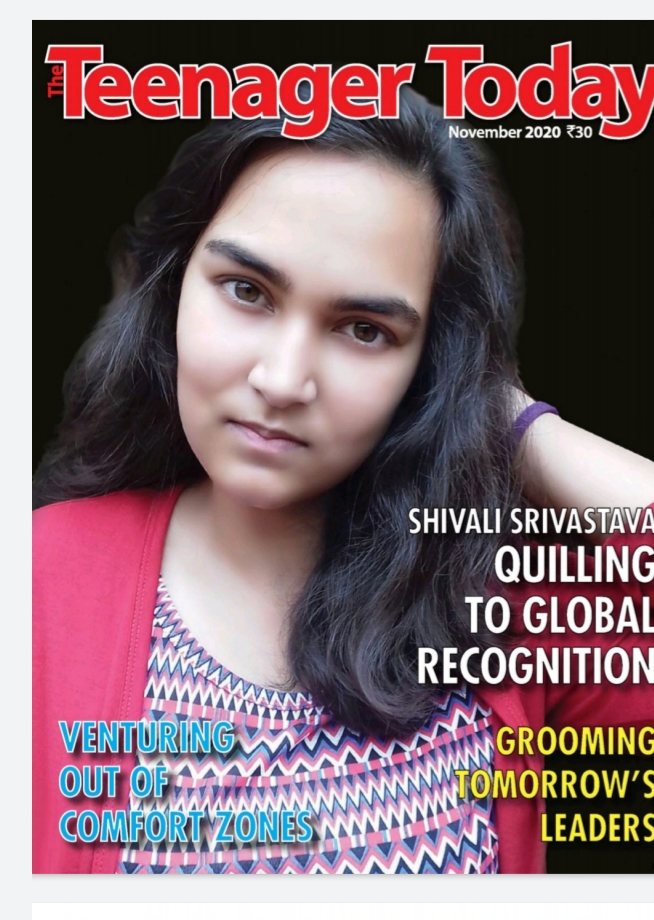 The Teenager Today
November 2020 ₹30
SHIVALI SRIVASTAVA
QUILLING
TO GLOBAL
RECOGNITION
VENTURING
OUT OF
COMFORT ZONES
GROOMING
TOMORROW'S
LEADERS